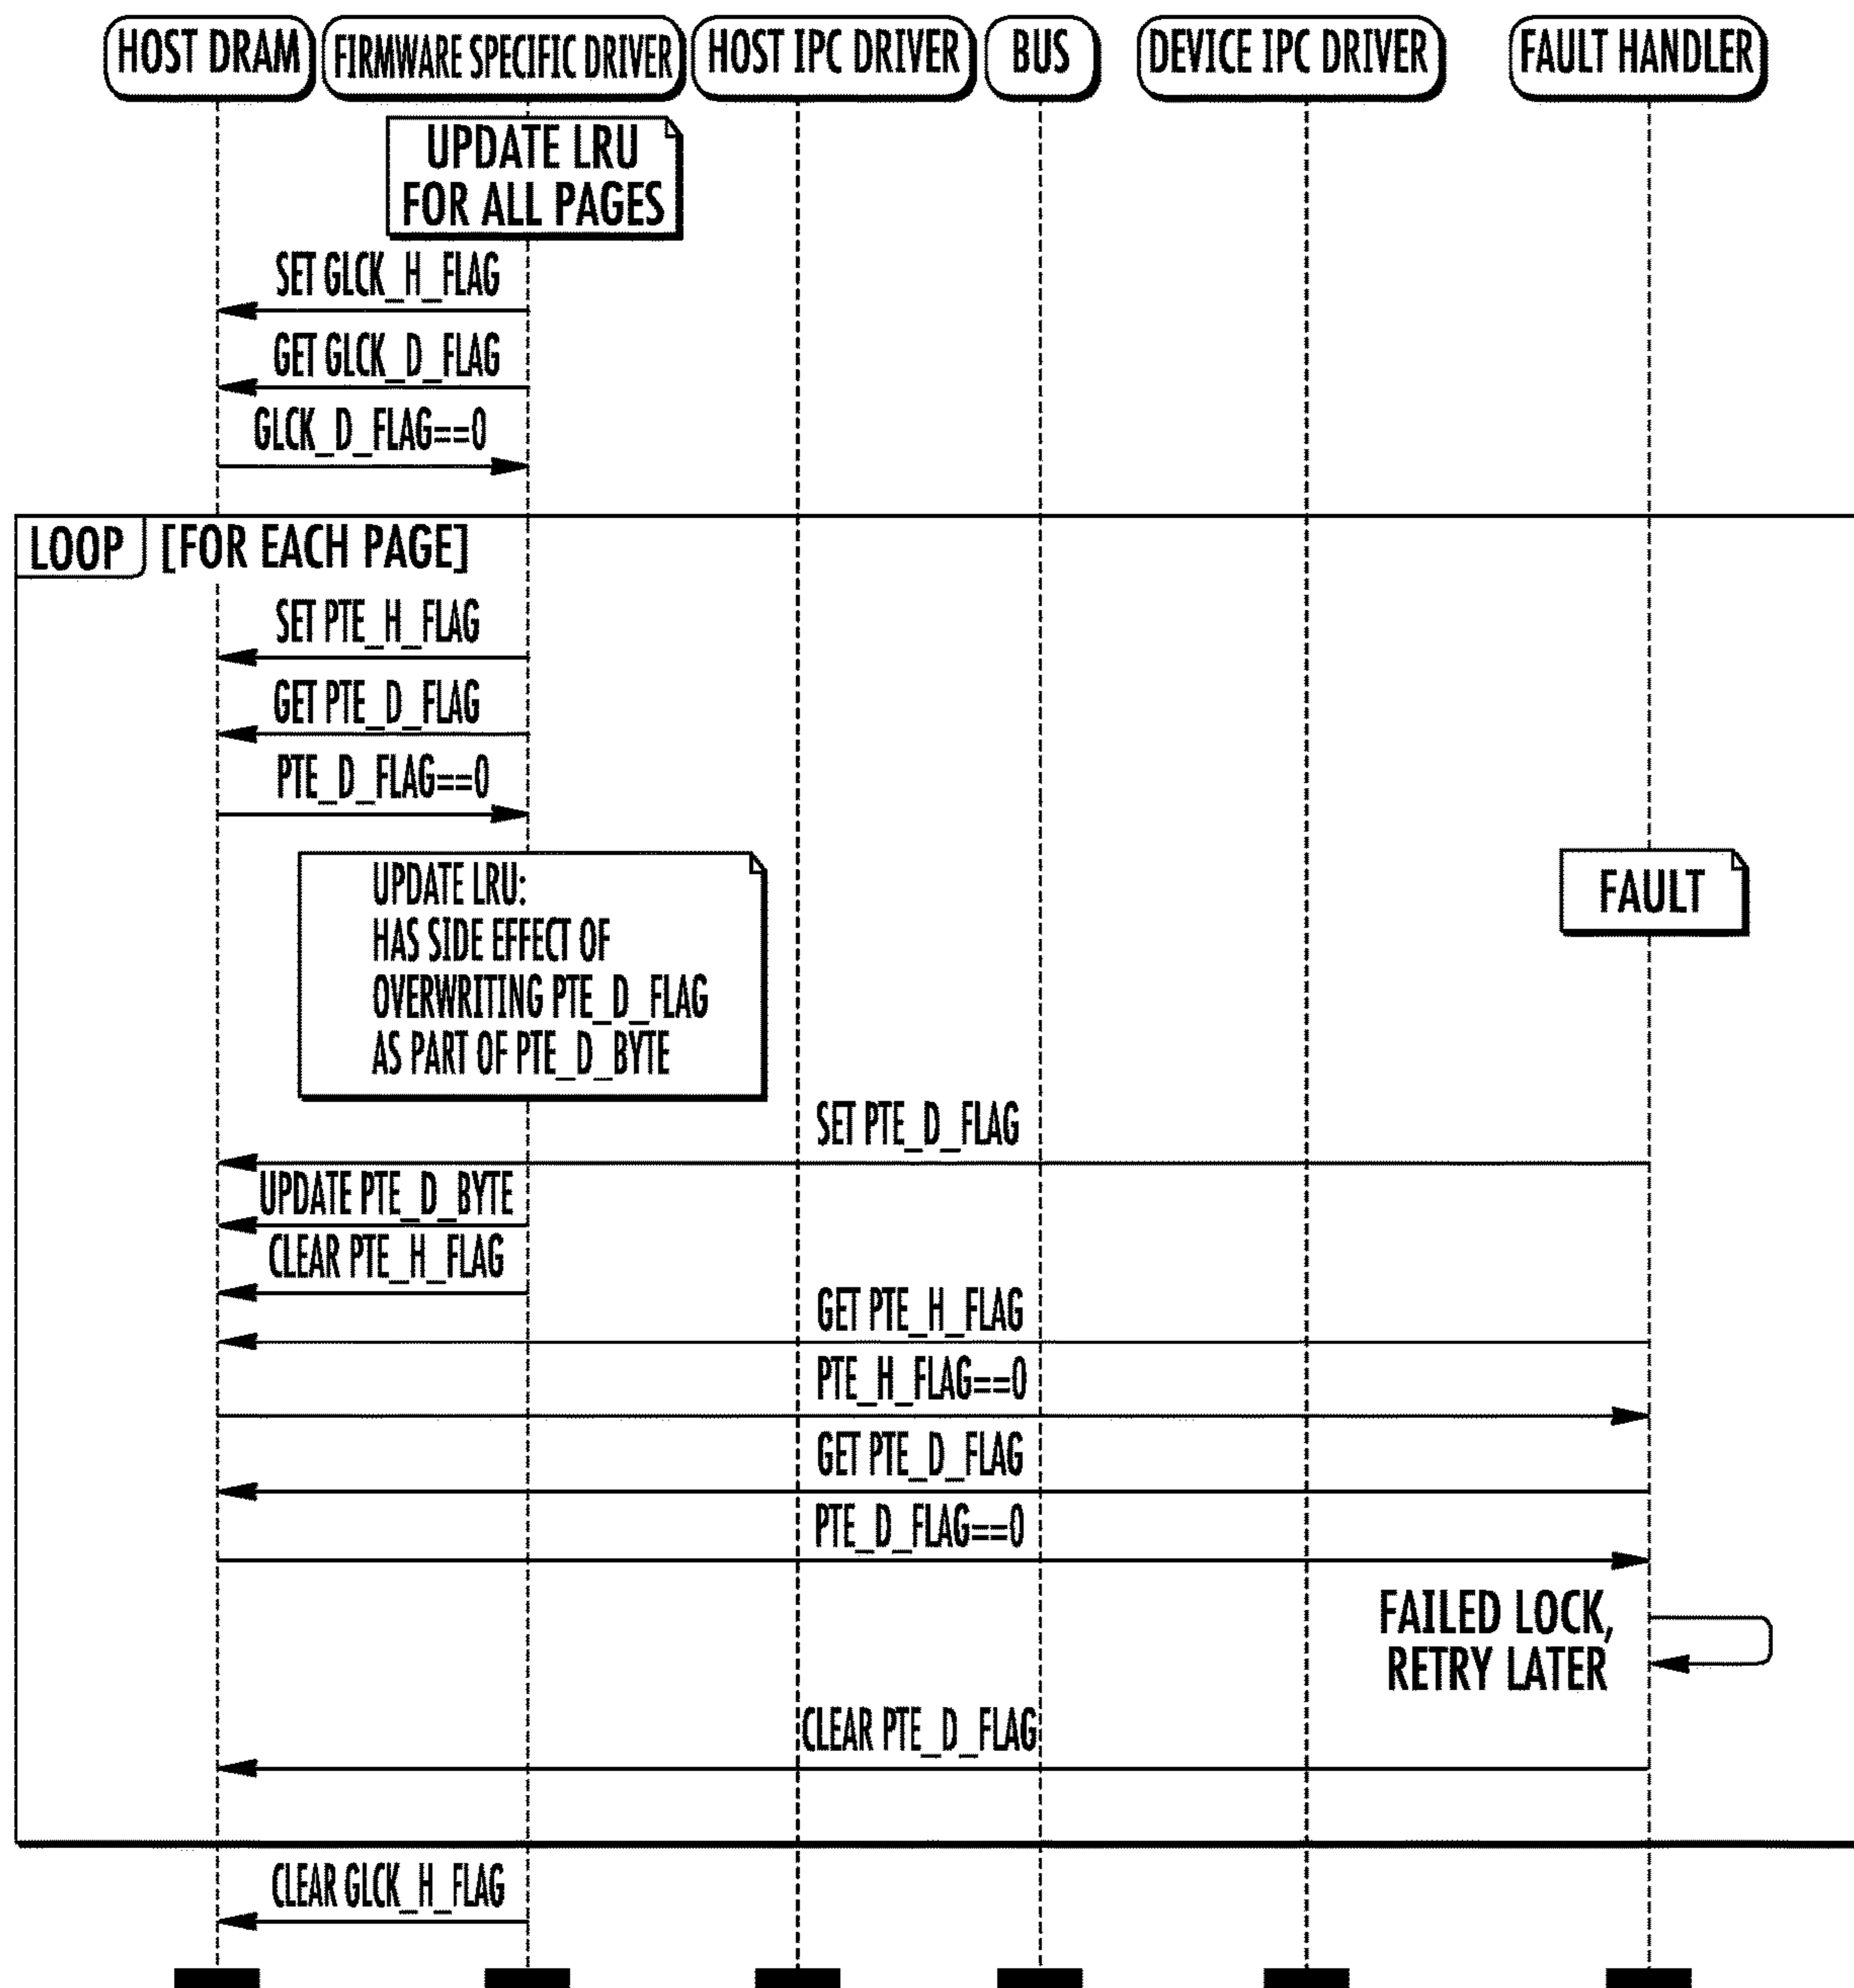 HOST DRAM
FIRMWARE SPECIFIC DRIVER
HOST IPC DRIVER
BUS
DEVICE IPC DRIVER
FAULT HANDLER
UPDATE LRU
FOR ALL PAGES
SET GLCK_H_FLAG
GET GLCK_D_FLAG
GLCK_D_FLAG==0
LOOP [FOR EACH PAGE]
SET PTE_H_FLAG
GET PTE_D_FLAG
PTE_D_FLAG==0
UPDATE LRU:
HAS SIDE EFFECT OF
OVERWRITING PTE_D_FLAG
AS PART OF PTE_D_BYTE
FAULT
SET PTE_D_FLAG
UPDATE PTE_D_BYTE
CLEAR PTE_H_FLAG
GET PTE_H_FLAG
PTE_H_FLAG==0
GET PTE_D_FLAG
PTE_D_FLAG==0
FAILED LOCK,
RETRY LATER
CLEAR PTE_D_FLAG
CLEAR GLCK_H_FLAG